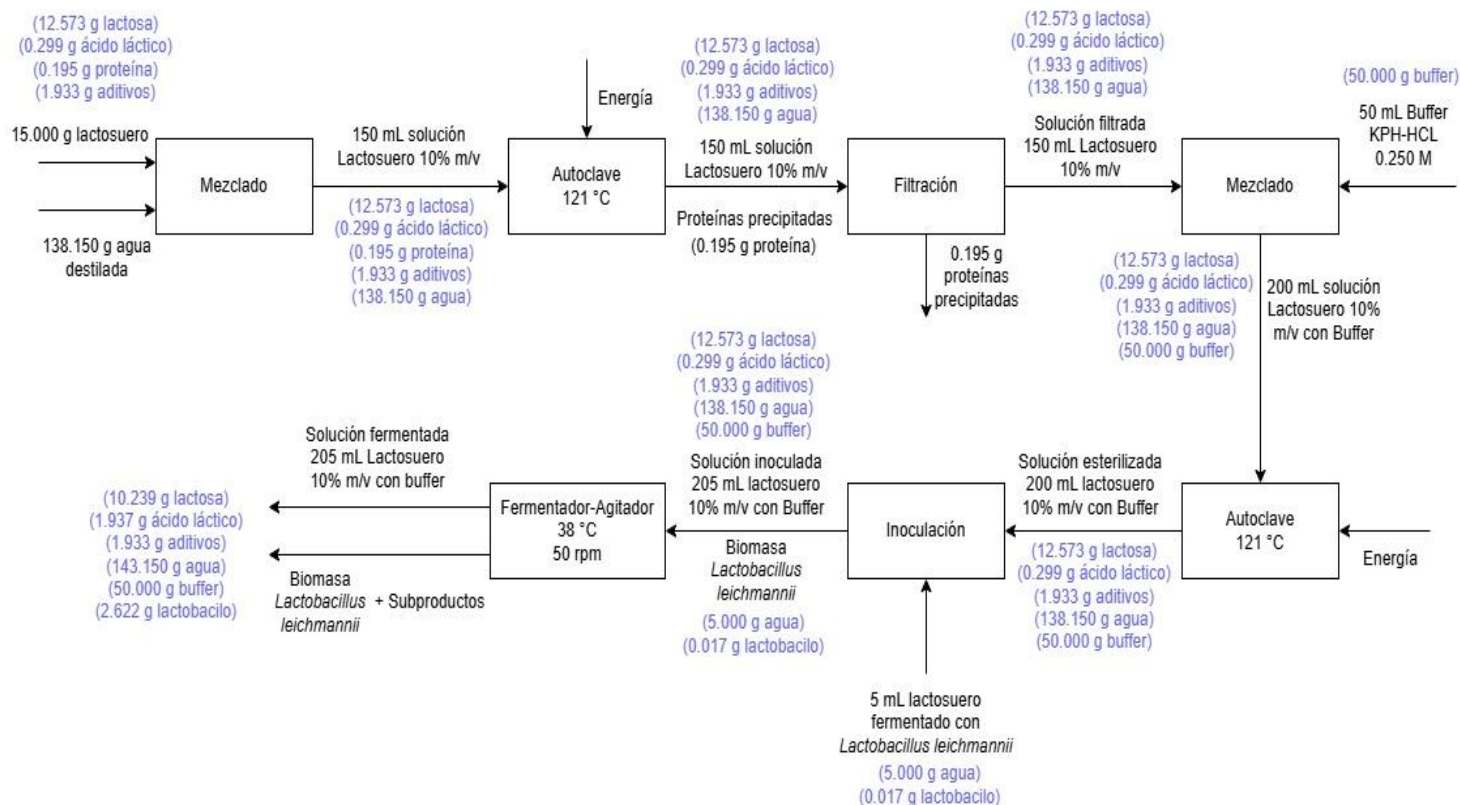 (12.573 g lactosa)
(0.299 g ácido láctico)
(0.195 g proteína)
(1.933 g aditivos)
15.000 g lactosuero
138.150 g agua
destilada
Mezclado
150 mL solución
Lactosuero 10% m/v
(12.573 g lactosa)
(0.299 g ácido láctico)
(0.195 g proteína)
(1.933 g aditivos)
(138.150 g agua)
Energía
Autoclave
121 °C
(12.573 g lactosa)
(0.299 g ácido láctico)
(1.933 g aditivos)
(138.150 g agua)
150 mL solución
Lactosuero 10% m/v
Proteínas precipitadas
(0.195 g proteína)
Filtración
0.195 g
proteínas
precipitadas
(12.573 g lactosa)
(0.299 g ácido láctico)
(1.933 g aditivos)
(138.150 g agua)
Solución filtrada
150 mL Lactosuero
10% m/v
Mezclado
(50.000 g buffer)
50 mL Buffer
KPH-HCL
0.250 M
(12.573 g lactosa)
(0.299 g ácido láctico)
(1.933 g aditivos)
(138.150 g agua)
(50.000 g buffer)
200 mL solución
Lactosuero 10%
m/v con Buffer
Autoclave
121 °C
Energía
Solución esterilizada
200 mL lactosuero
10% m/v con Buffer
(12.573 g lactosa)
(0.299 g ácido láctico)
(1.933 g aditivos)
(138.150 g agua)
(50.000 g buffer)
Inoculación
5 mL lactosuero
fermentado con
Lactobacillus leichmannii
(5.000 g agua)
(0.017 g lactobacilo)
(12.573 g lactosa)
(0.299 g ácido láctico)
(1.933 g aditivos)
(138.150 g agua)
(50.000 g buffer)
Solución inoculada
205 mL lactosuero
10% m/v con Buffer
Biomasa
Lactobacillus
leichmannii
(5.000 g agua)
(0.017 g lactobacilo)
Fermentador-Agitador
38 °C
50 rpm
Solución fermentada
205 mL Lactosuero
10% m/v con buffer
Biomasa
Lactobacillus + Subproductos
leichmannii
(10.239 g lactosa)
(1.937 g ácido láctico)
(1.933 g aditivos)
(143.150 g agua)
(50.000 g buffer)
(2.622 g lactobacilo)